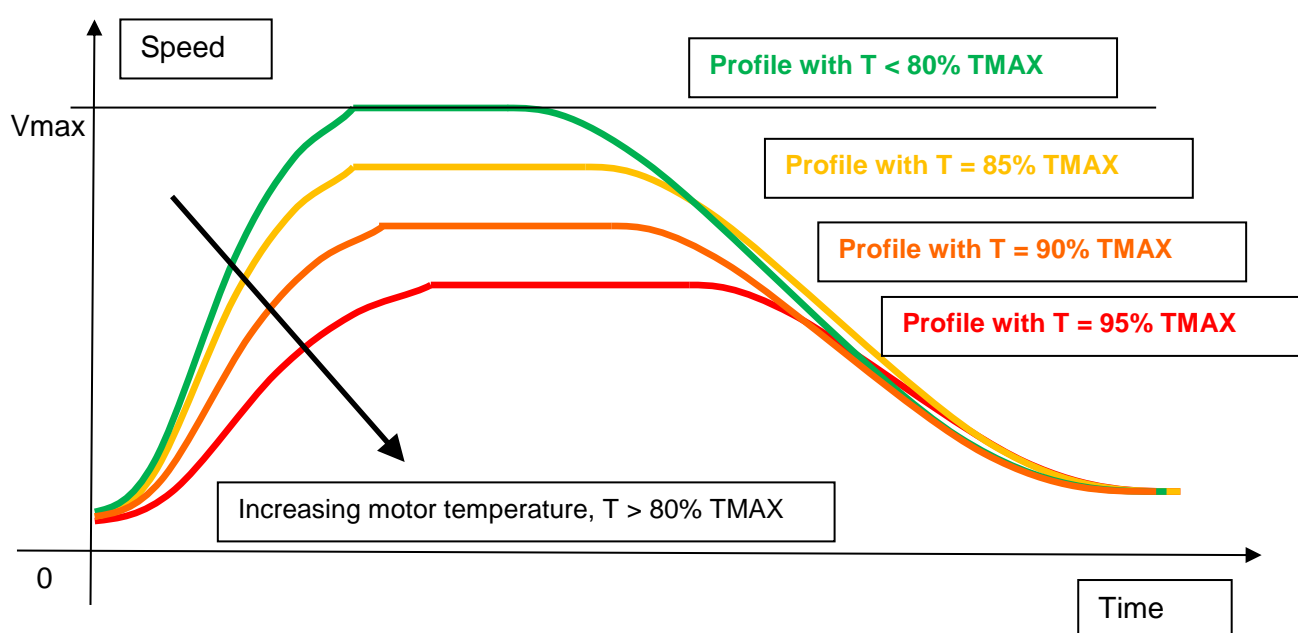 Speed
Profile with T < 80% TMAX
Vmax
Profile with T = 85% TMAX
Profile with T = 90% TMAX
Profile with T = 95% TMAX
Increasing motor temperature, T > 80% TMAX
0
Time